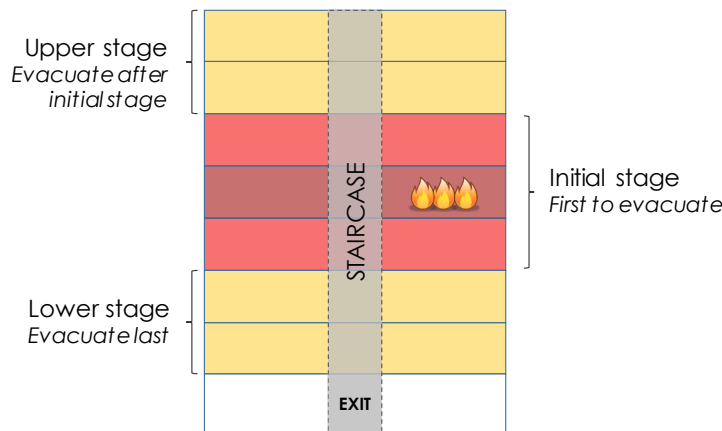 Upper stage
Evacuate after
initial stage
STAIRCASE
Initial stage
First to evacuate
Lower stage
Evacuate last
EXIT